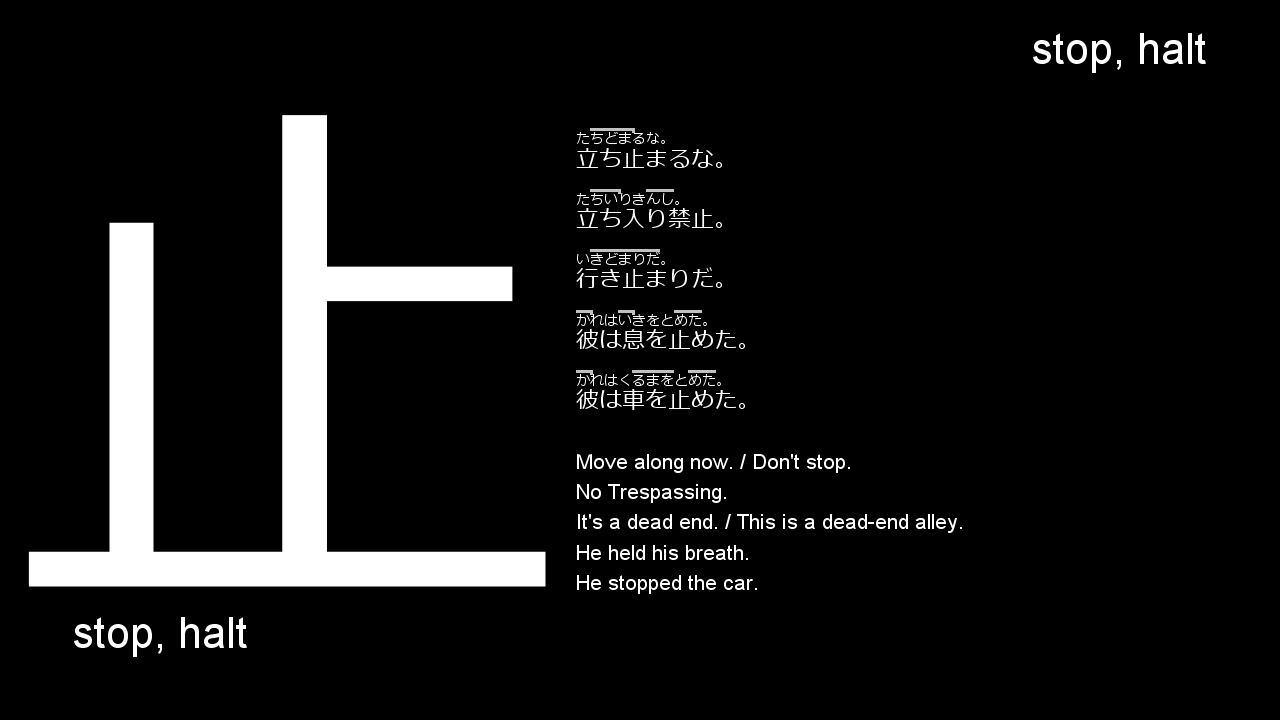 stop, halt
止
たちどまるな。
立ち止まるな。
たちいりきんし。
立ち入り禁止。
いきどまりだ。
行き止まりだ。
かれはいきをとめた。
彼は息を止めた。
かれはくるまをとめた。
彼は車を止めた。
Move along now. / Don't stop.
No Trespassing.
It's a dead end. / This is a dead-end alley.
He held his breath.
He stopped the car.
stop, halt